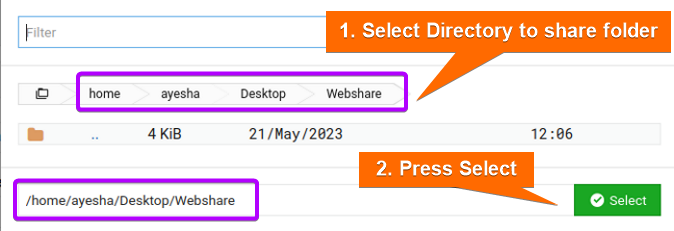 Filter
1. Select Directory to share folder
home ayesha Desktop Webshare
.. 4 KiB 21/May/2023 12:06
2. Press Select
/home/ayesha/Desktop/Webshare
Select